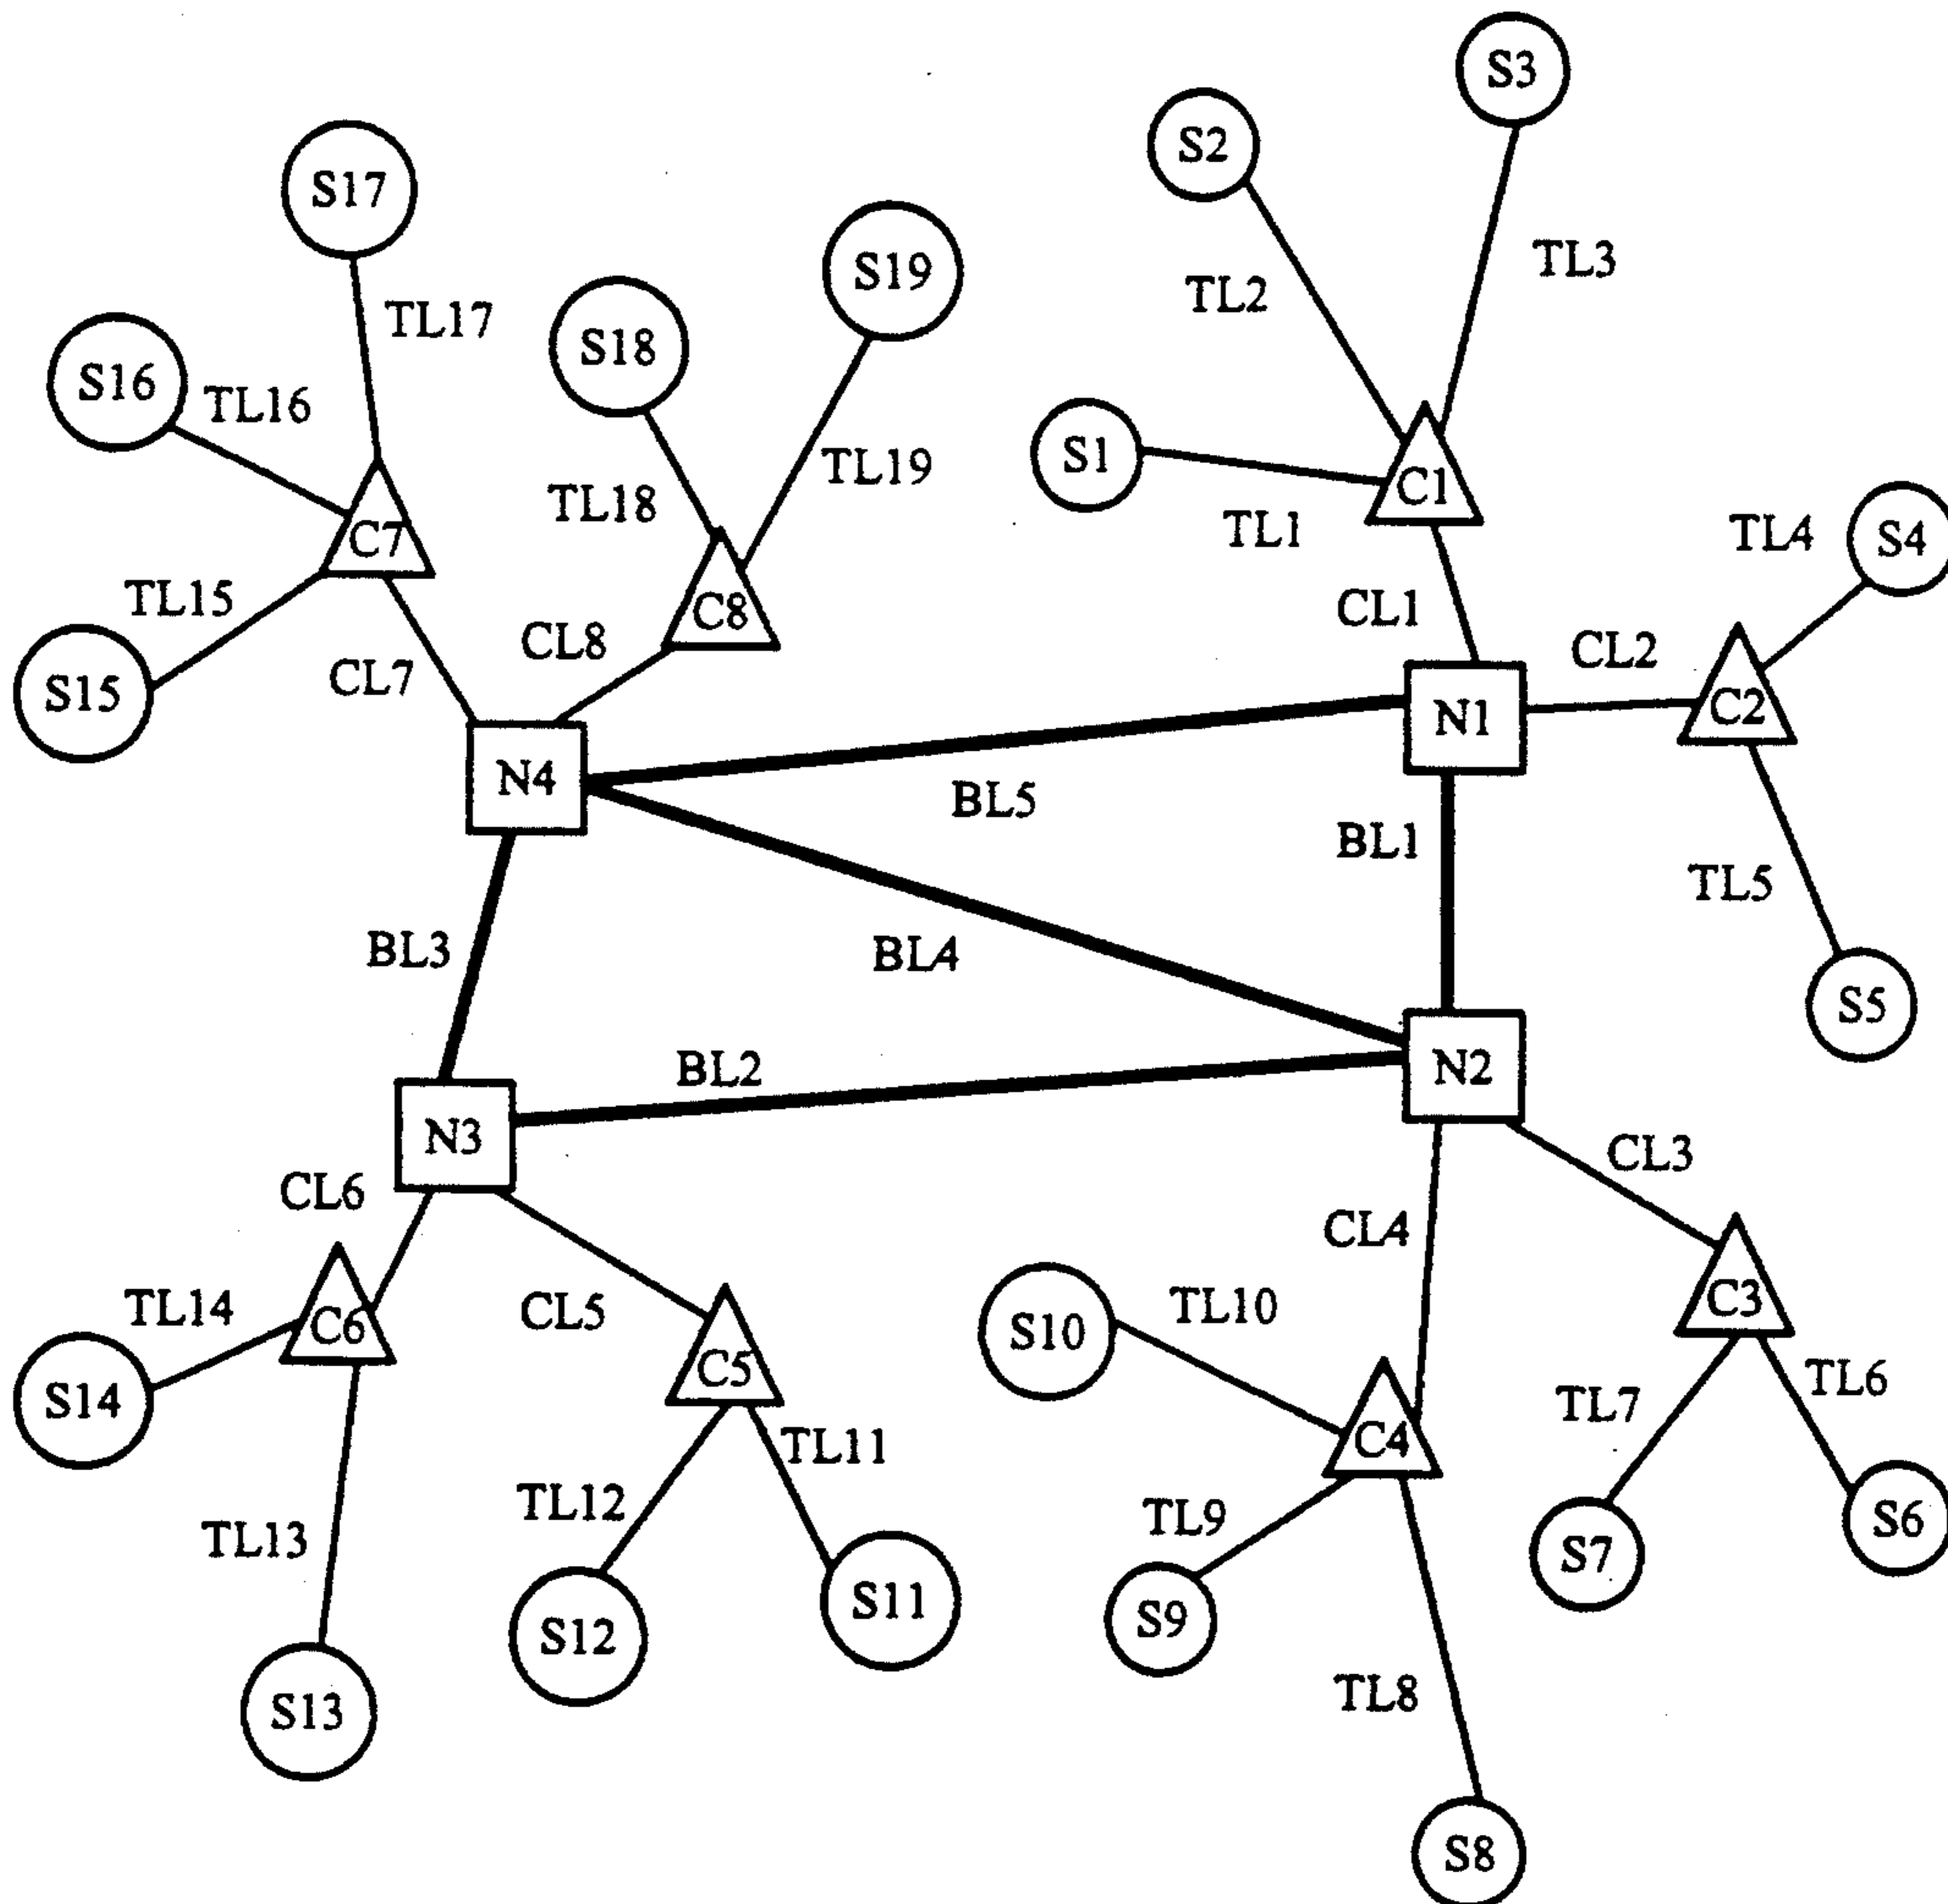 S3
S2
S17
TL3
S19
TL2
TL17
S18
S16
TL16
S1
TL19
C1
TL18
TL1
TL4
S4
C7
TL15
C8
CL1
CL8
CL2
CL7
S15
C2
N1
N4
BL5
BL1
TL5
BL3
BL4
S5
BL2
N2
N3
CL3
CL6
CL4
C3
TL14
TL10
CL5
C6
S10
C5
TL6
TL7
S14
C4
TL11
TL12
TL9
S6
TL13
S7
S11
S9
S12
TL8
S13
S8